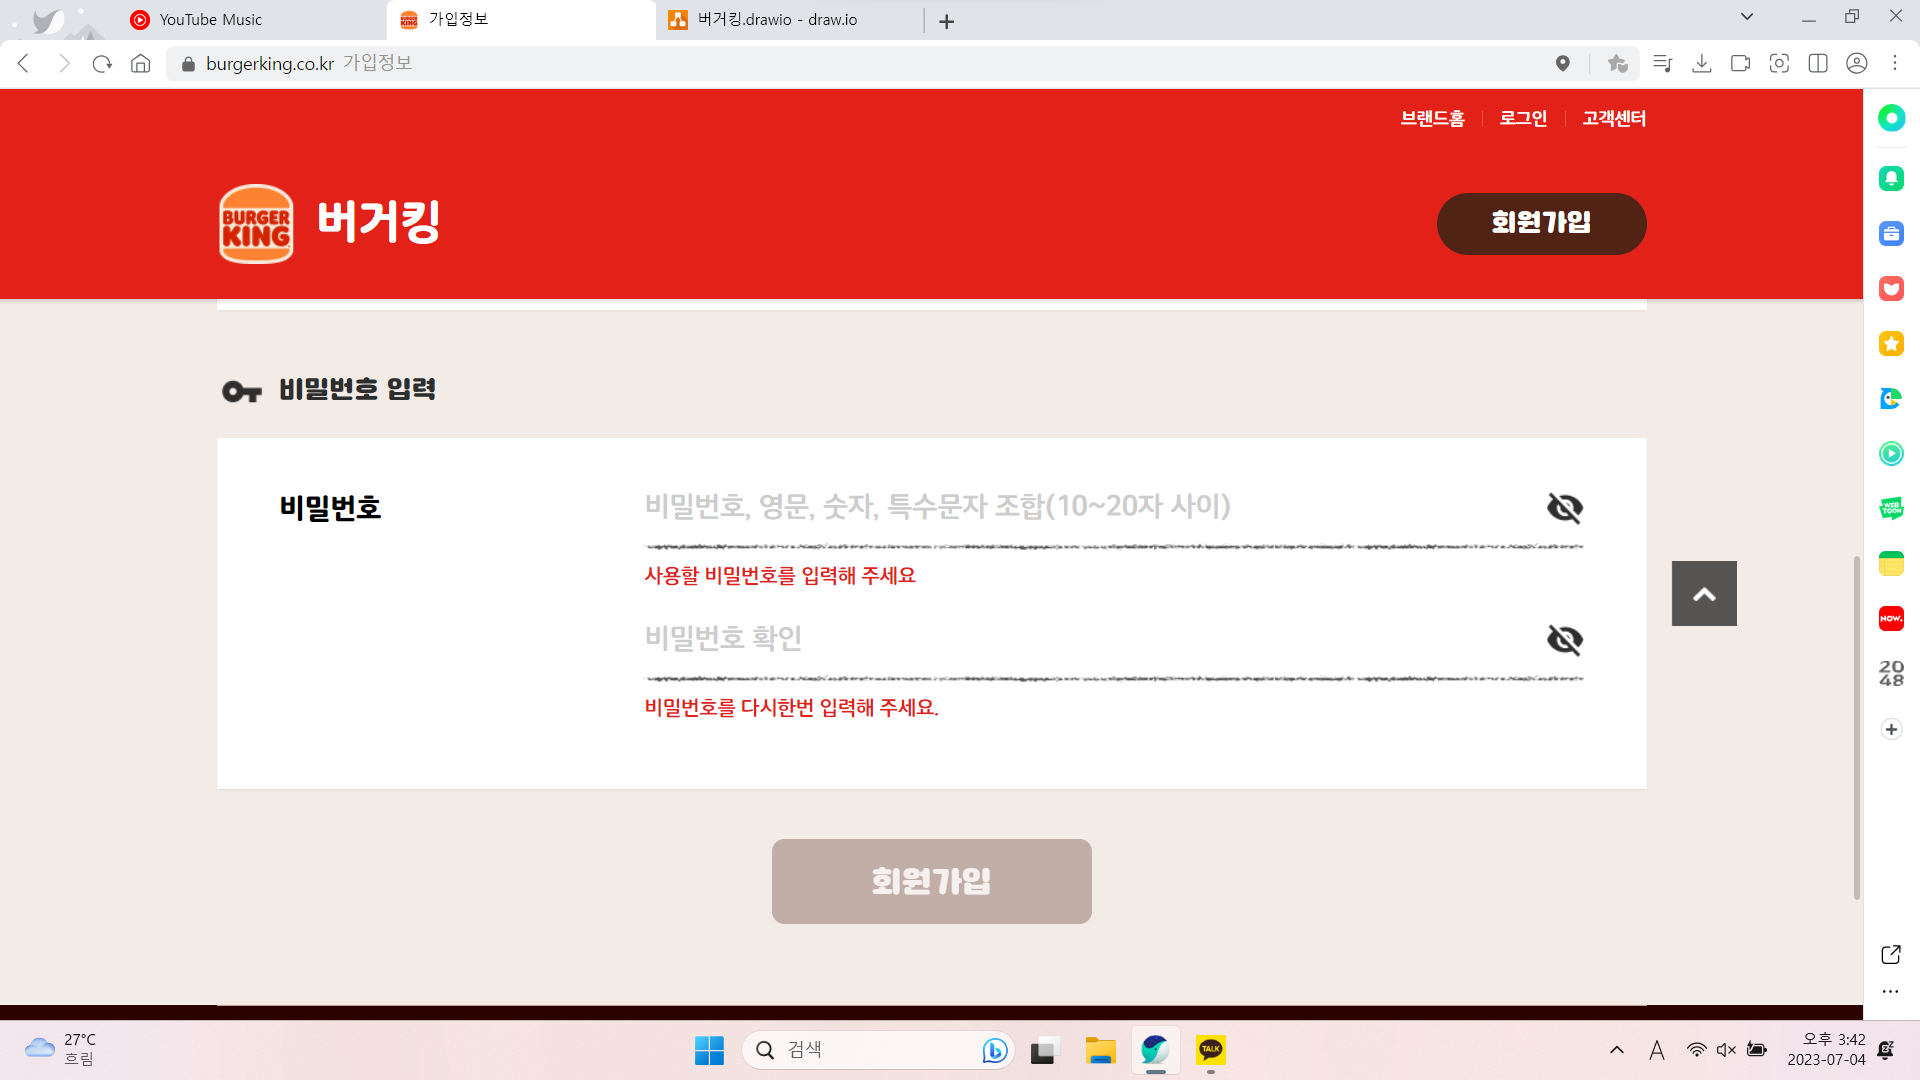 YouTube Music
가입정보
버거킹.drawio - draw.io
burgerking.co.kr 가입정보
브랜드홈
로그인
고객센터
BURGER
KING
버거킹
회원가입
비밀번호 입력
비밀번호
비밀번호, 영문, 숫자, 특수문자 조합(10~20자 사이)
사용할 비밀번호를 입력해 주세요
비밀번호 확인
비밀번호를 다시한번 입력해 주세요.
회원가입
WEB
TOON
NOW.
20
48
27°C
흐림
검색
TALK
A
오후 3:42
2023-07-04